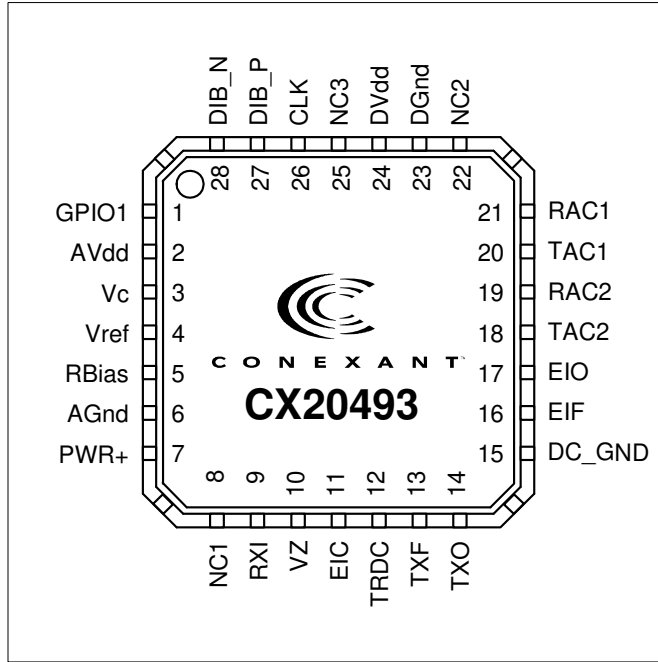 DIB_N DIB_P CLK NC3 DVdd DGnd NC2
28 27 26 25 24 23 22
GPIO1 1
AVdd 2
Vc 3
Vref 4
RBias 5
AGnd 6
PWR+ 7
21 RAC1
20 TAC1
19 RAC2
18 TAC2
17 EIO
16 EIF
15 DC_GND
CONEXANT™
CX20493
8 9 10 11 12 13 14
NC1 RXI VZ EIC TRDC TXF TXO